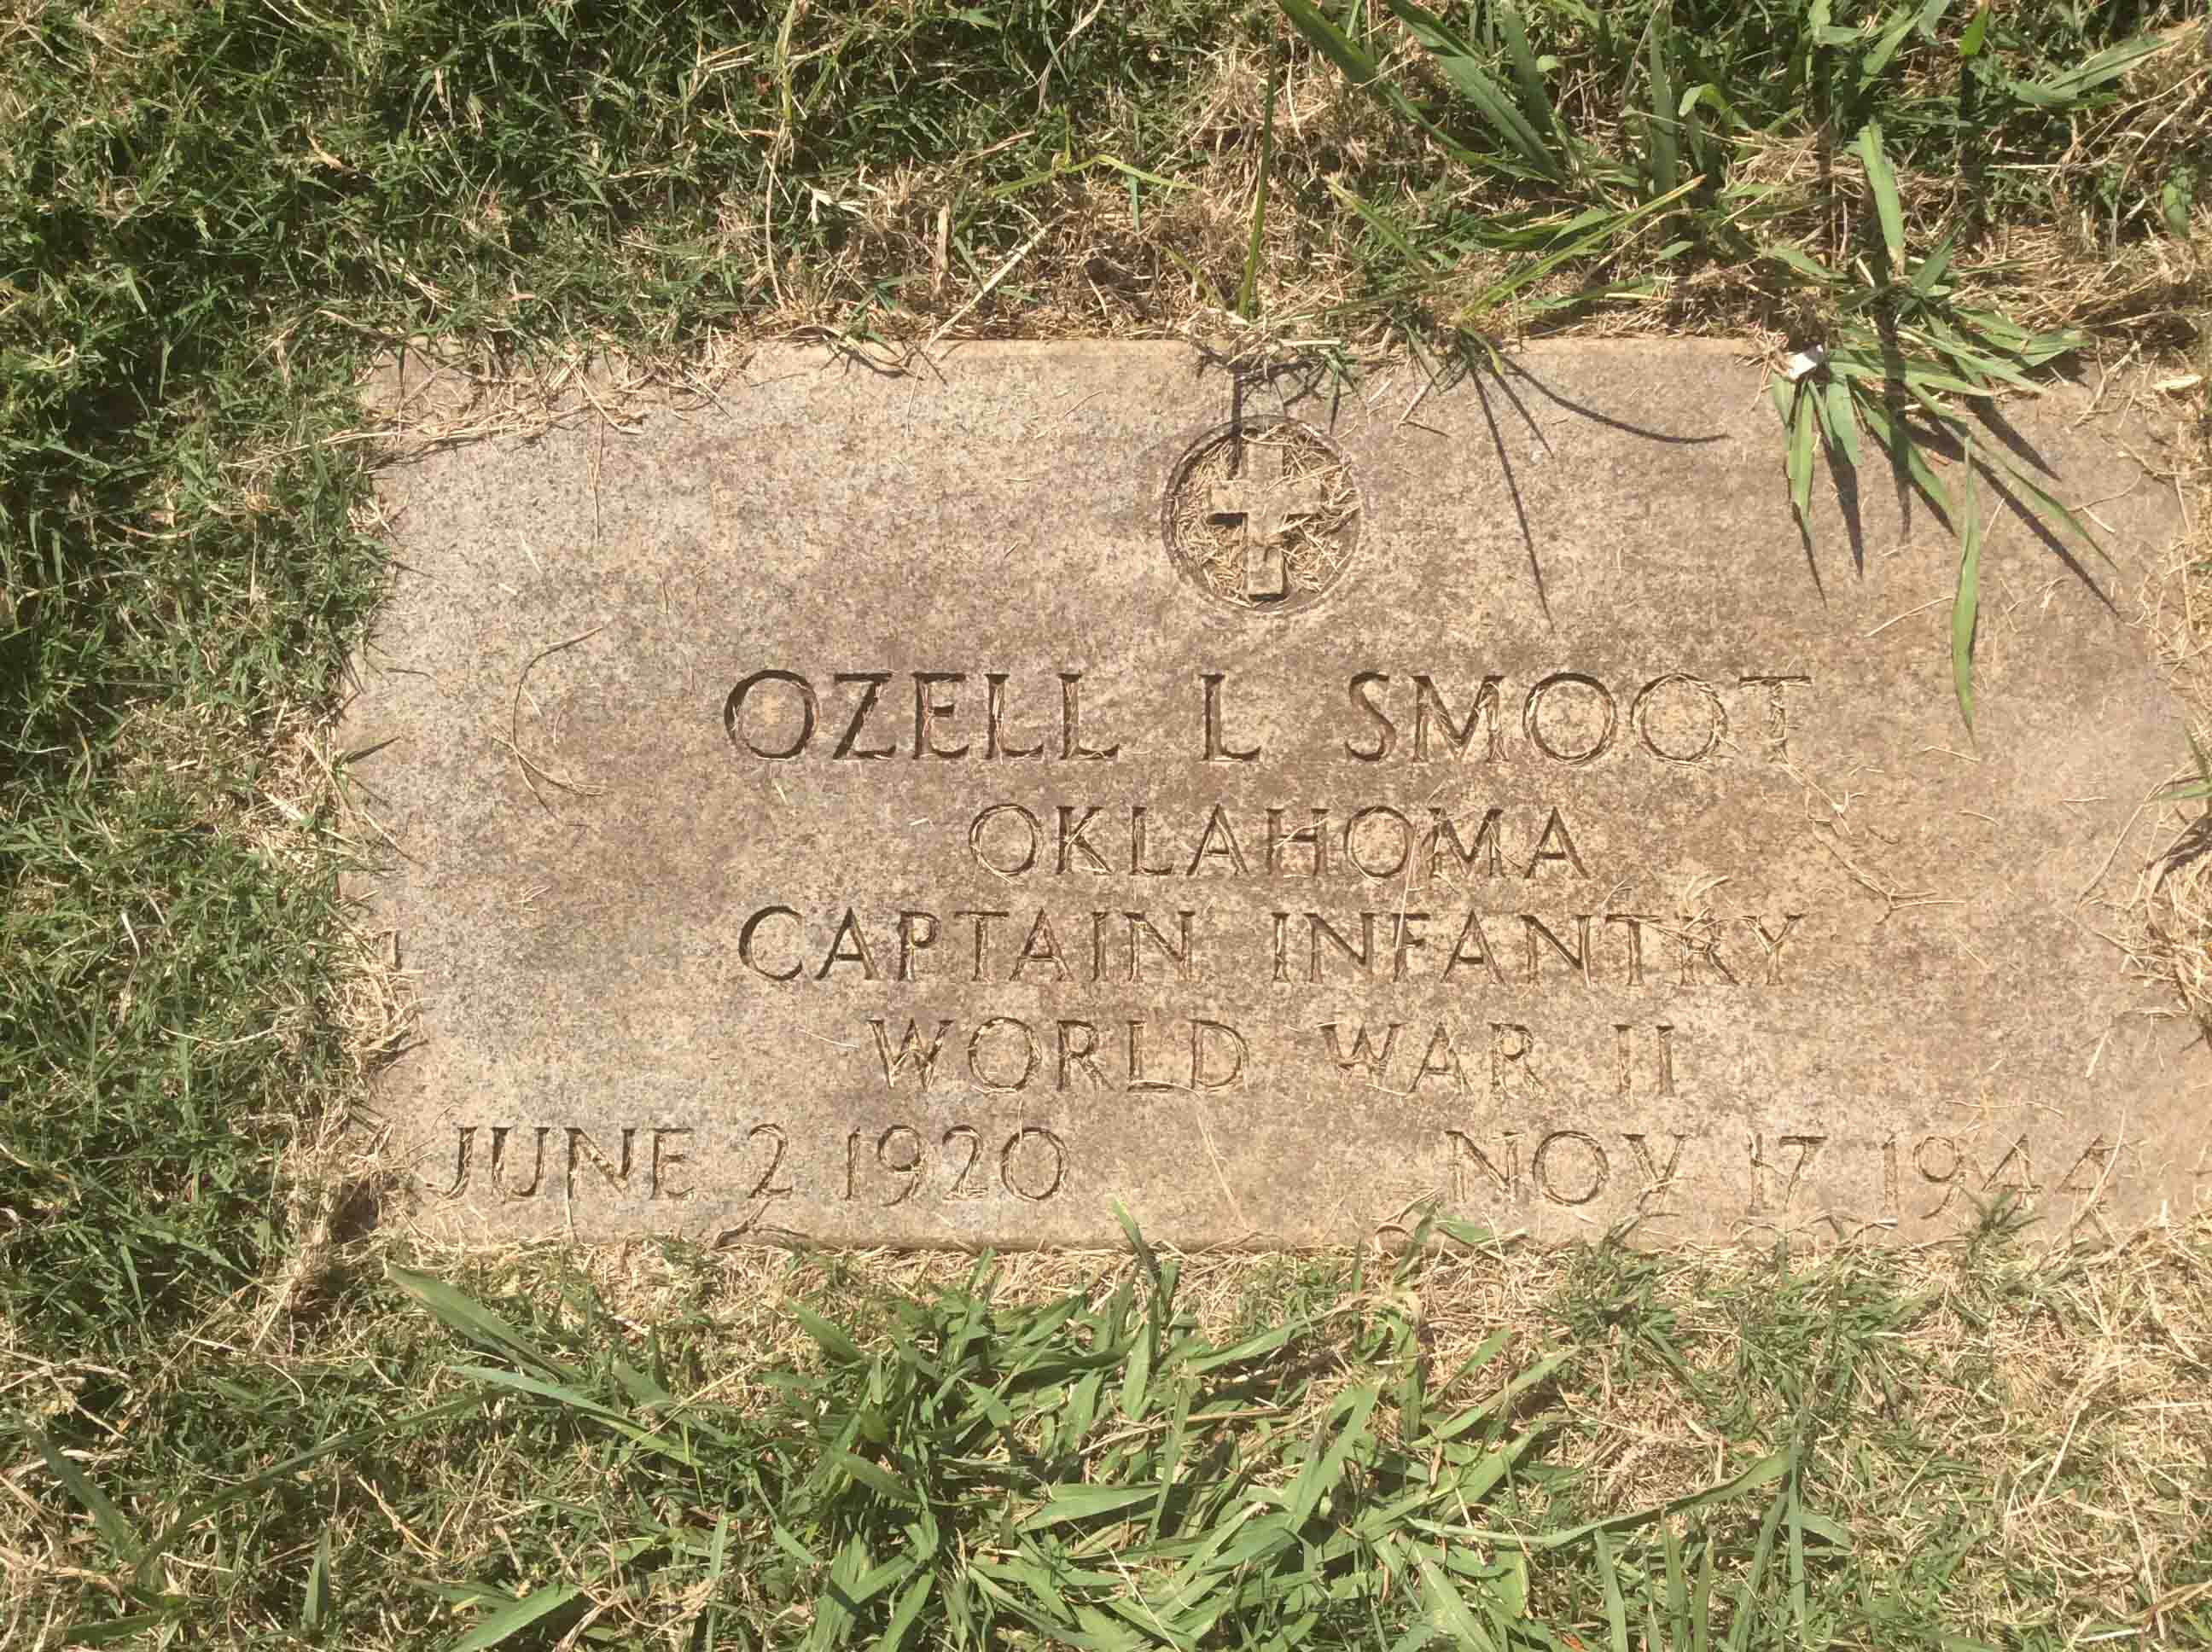 OZELL L SMOOT
OKLAHOMA
CAPTAIN INFANTRY
WORLD WAR II
JUNE 2 1920 NOV 17 1944